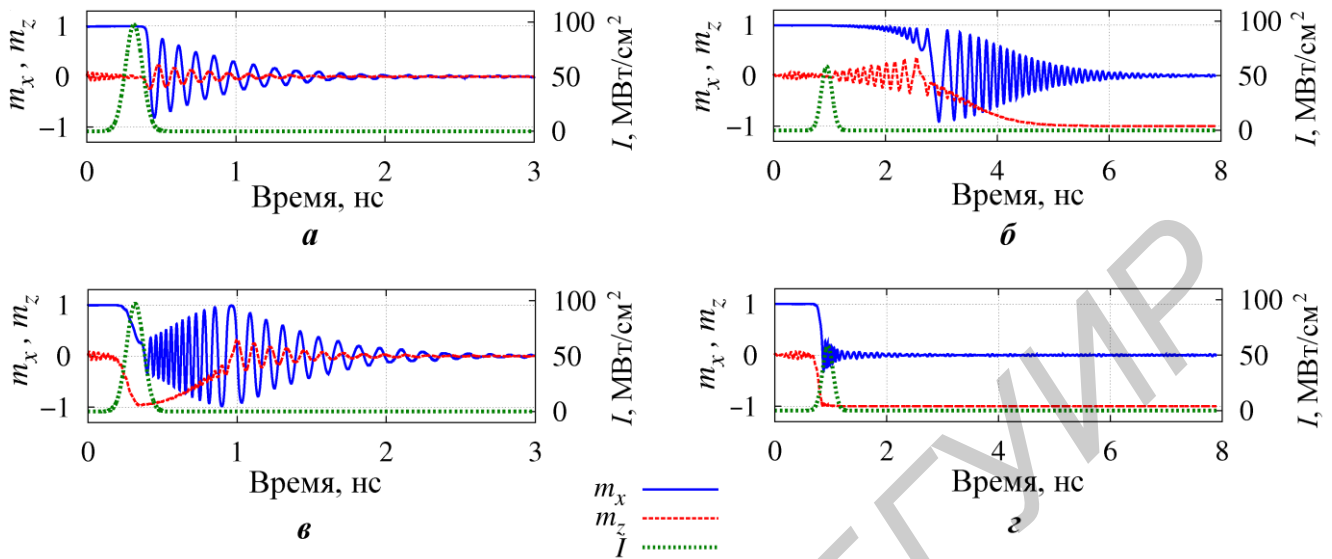 m_x , m_z
1
0
−1
0
1
2
3
Время, нс
100
50
0
I, МВт/см²
а
m_x , m_z
1
0
−1
0
2
4
6
8
Время, нс
100
50
0
I, МВт/см²
б
m_x , m_z
1
0
−1
0
1
2
3
Время, нс
100
50
0
I, МВт/см²
в
m_x , m_z
1
0
−1
0
2
4
6
8
Время, нс
100
50
0
I, МВт/см²
г
m_x
m_z
I
ГУИР